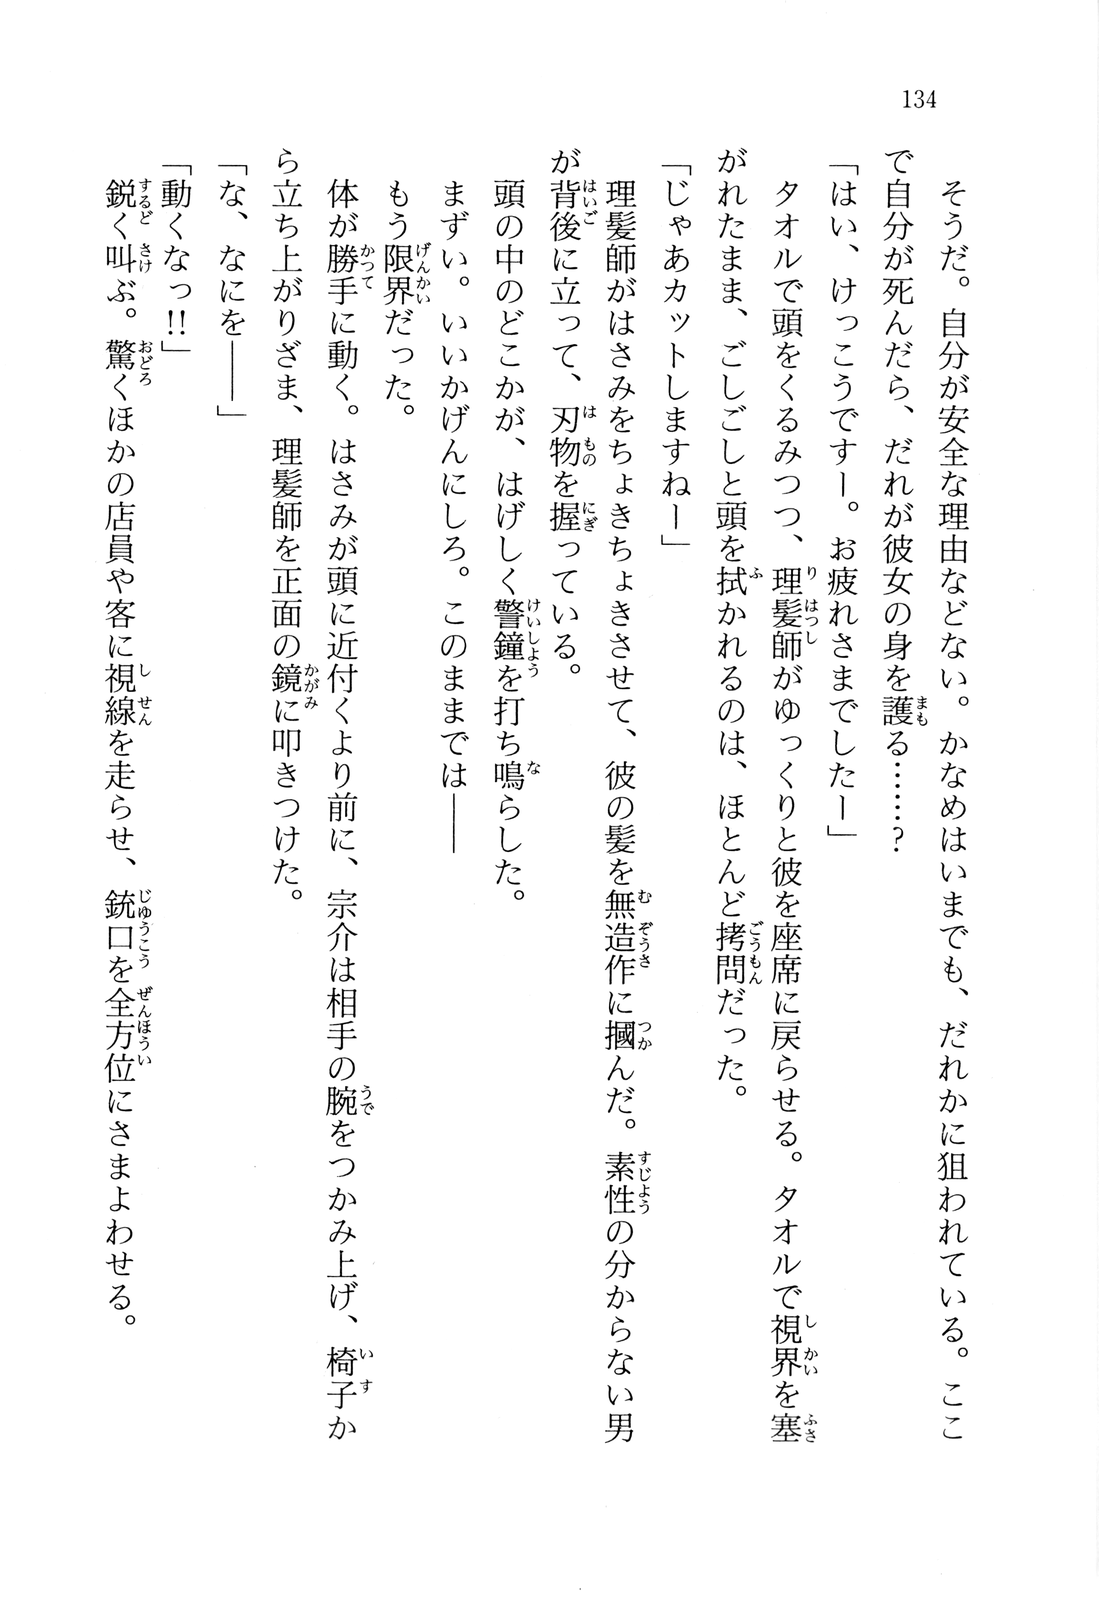 134
　そうだ。自分が安全な理由などない。かなめはいまでも、だれかに狙われている。ここ
で自分が死んだら、だれが彼女の身を護る……？
「はい、けっこうですー。お疲れさまでしたー」
　タオルで頭をくるみつつ、理髪師がゆっくりと彼を座席に戻らせる。タオルで視界を塞
がれたまま、ごしごしと頭を拭かれるのは、ほとんど拷問だった。
「じゃあカットしますねー」
　理髪師がはさみをちょきちょきさせて、彼の髪を無造作に摑んだ。素性の分からない男
が背後に立って、刃物を握っている。
　頭の中のどこかが、はげしく警鐘を打ち鳴らした。
　まずい。いいかげんにしろ。このままでは——
　もう限界だった。
　体が勝手に動く。はさみが頭に近付くより前に、宗介は相手の腕をつかみ上げ、椅子か
ら立ち上がりざま、理髪師を正面の鏡に叩きつけた。
「な、なにを——」
「動くなっ!!」
　鋭く叫ぶ。驚くほかの店員や客に視線を走らせ、銃口を全方位にさまよわせる。